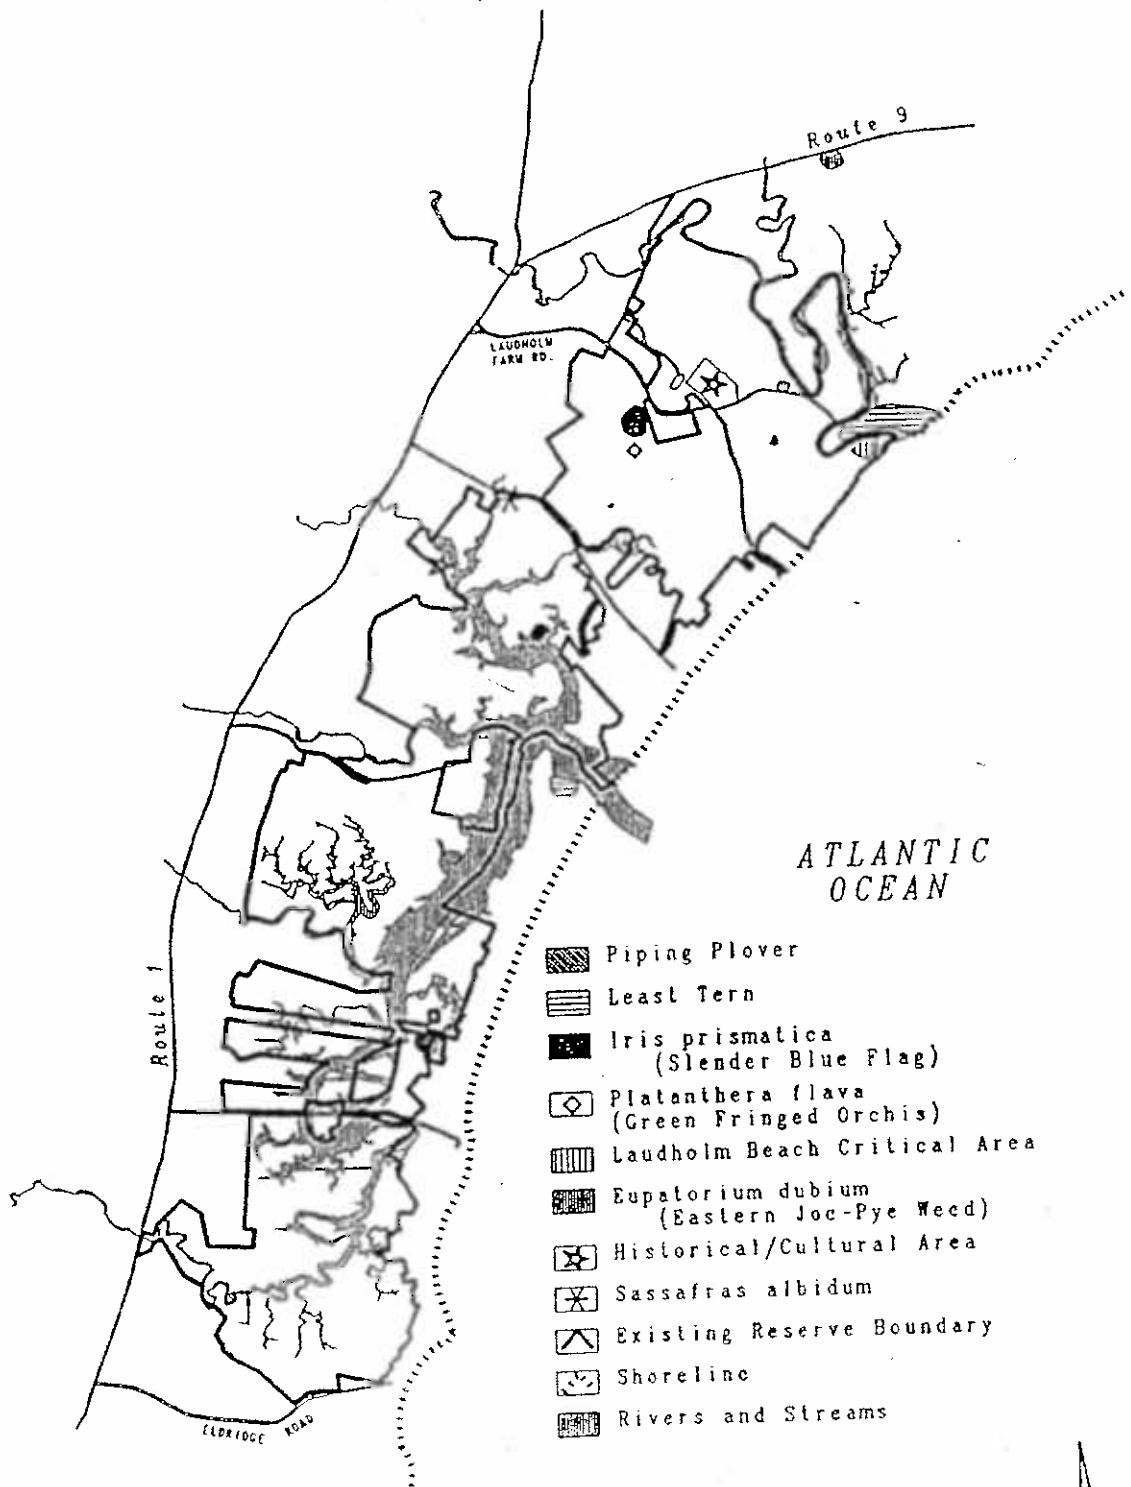 Route 9
LAUDHOLM
FARM RD.
ATLANTIC
OCEAN
Piping Plover
Least Tern
Iris prismatica
(Slender Blue Flag)
Platanthera flava
(Green Fringed Orchis)
Laudholm Beach Critical Area
Eupatorium dubium
(Eastern Joc-Pye Weed)
Historical/Cultural Area
Sassafras albidum
Existing Reserve Boundary
Shoreline
Rivers and Streams
Route 1
ELDRIDGE ROAD